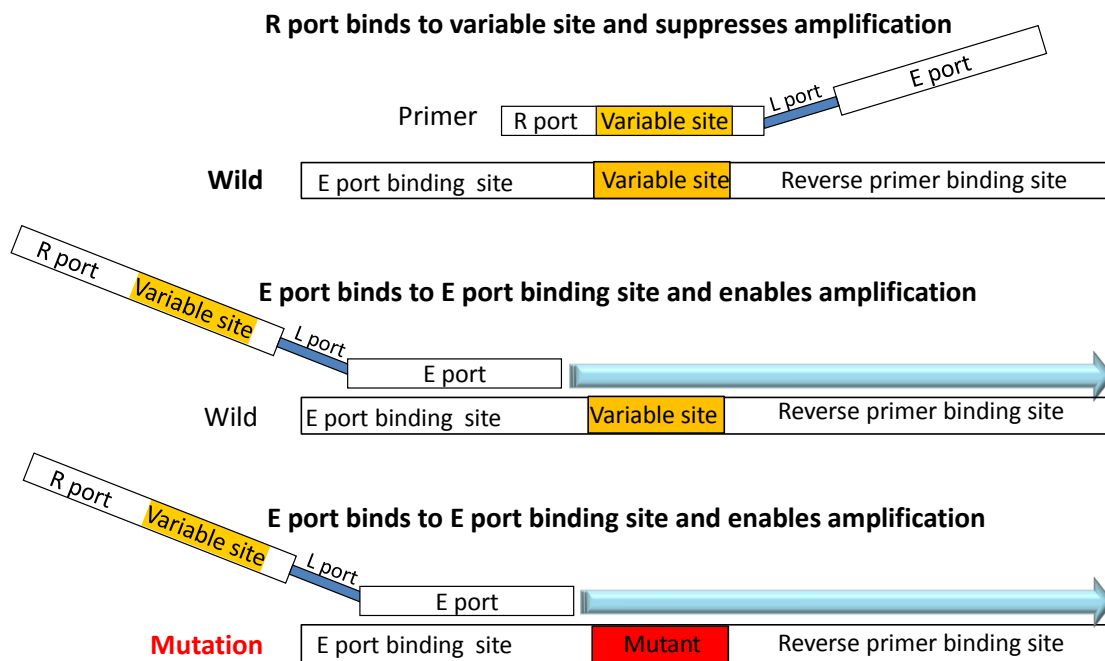 R port binds to variable site and suppresses amplification
E port
L port
Primer
R port
Variable site
Wild
E port binding site
Variable site
Reverse primer binding site
R port
Variable site
E port binds to E port binding site and enables amplification
L port
E port
Wild
E port binding site
Variable site
Reverse primer binding site
R port
Variable site
E port binds to E port binding site and enables amplification
L port
E port
Mutation
E port binding site
Mutant
Reverse primer binding site